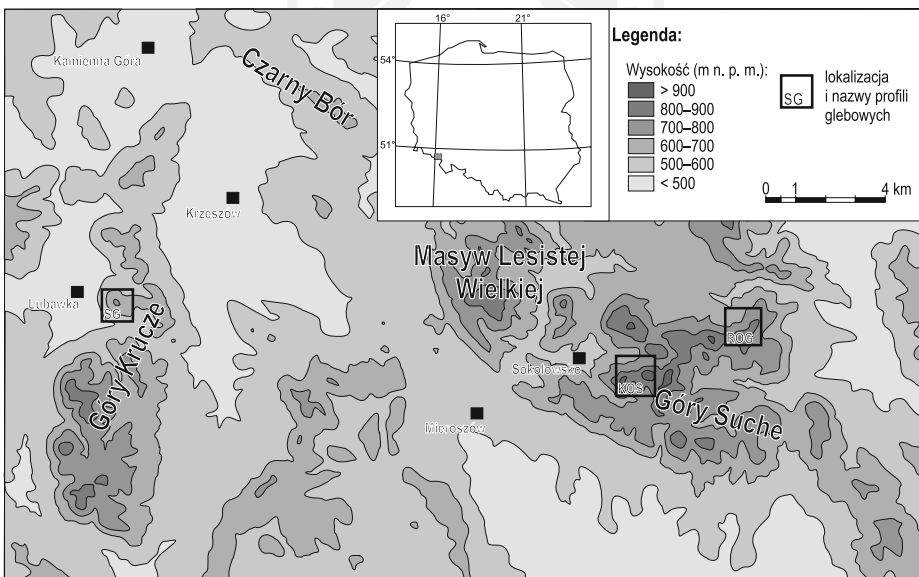 Kamienna Góra
Czarny Bór
Krzeszów
Lubawka
SG
Góry Krucze
Masyw Lesistej
Wielkiej
Sokołowsko
KOS
ROG
Góry Suche
Mieroszów
16°
21°
54°
51°
Legenda:
Wysokość (m n. p. m.):
> 900
800–900
700–800
600–700
500–600
< 500
SG
lokalizacja
i nazwy profili
glebowych
0 1 4 km